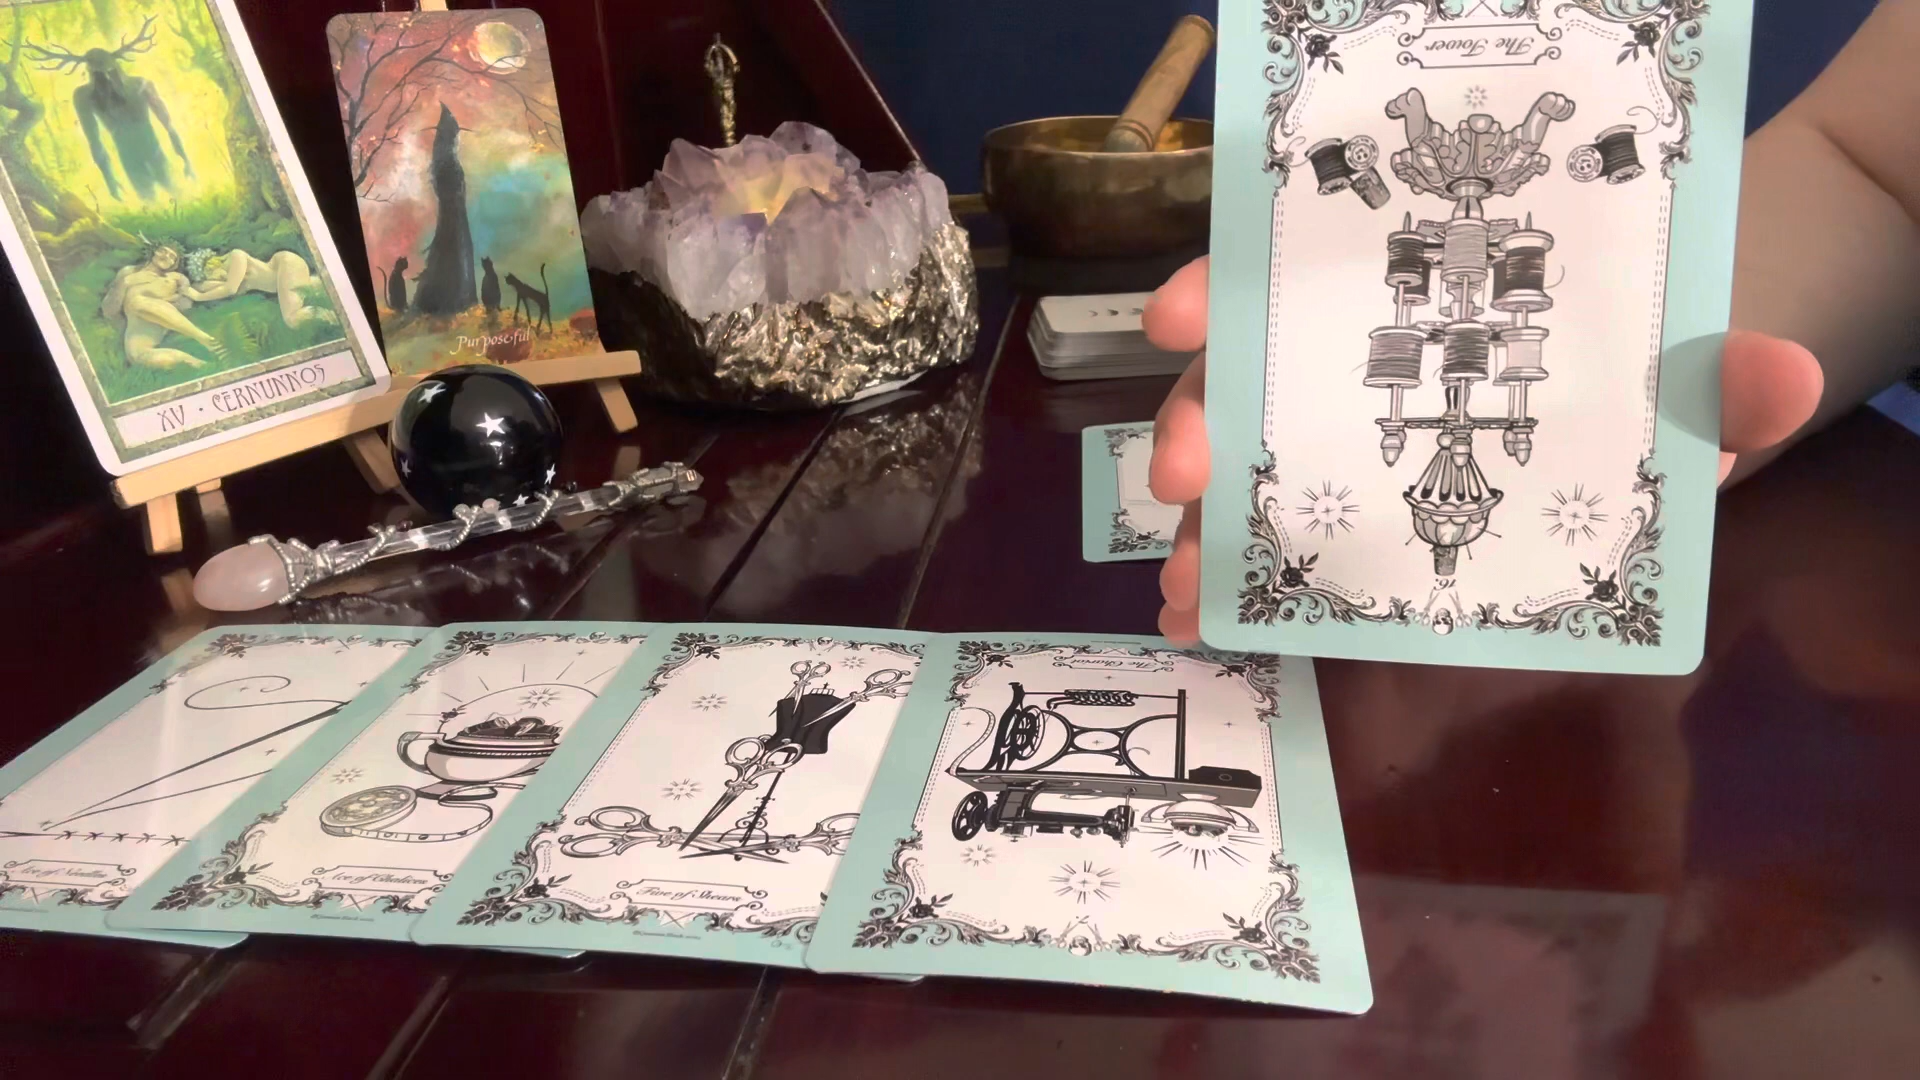 XV · CERNUNNOS
Purposeful
The Tower
16.
Ace of Needles
Ace of Chalices
Five of Shears
The Chariot